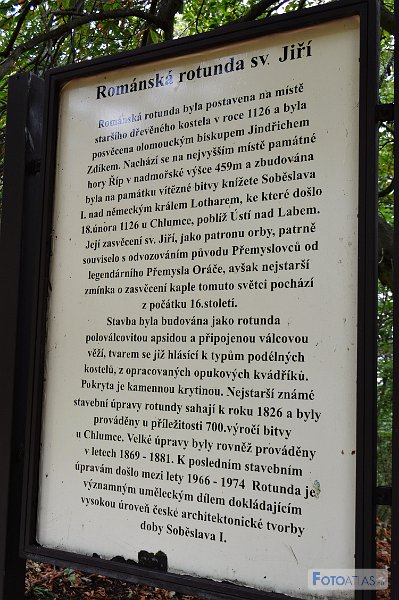 Románská rotunda sv. Jiří
Románská rotunda byla postavena na místě
staršího dřevěného kostela v roce 1126 a byla
posvěcena olomouckým biskupem Jindřichem
Zdíkem. Nachází se na nejvyšším místě památné
hory Říp v nadmořské výšce 459m a zbudována
byla na památku vítězné bitvy knížete Soběslava
I. nad německým králem Lotharem, ke které došlo
18.února 1126 u Chlumce, poblíž Ústí nad Labem.
Její zasvěcení sv. Jiří, jako patronu orby, patrně
souviselo s odvozováním původu Přemyslovců od
legendárního Přemysla Oráče, avšak nejstarší
zmínka o zasvěcení kaple tomuto světci pochází
z počátku 16.století.
Stavba byla budována jako rotunda
poloválcovitou apsidou a připojenou válcovou
věží, tvarem se již hlásící k typům podélných
kostelů, z opracovaných opukových kvádříků.
Pokryta je kamennou krytinou. Nejstarší známé
stavební úpravy rotundy sahají k roku 1826 a byly
prováděny u příležitosti 700.výročí bitvy
u Chlumce. Velké úpravy byly rovněž prováděny
v letech 1869 - 1881. K posledním stavebním
úpravám došlo mezi lety 1966 - 1974 Rotunda je
významným uměleckým dílem dokládajícím
vysokou úroveň české architektonické tvorby
doby Soběslava I.
FOTOATLAS